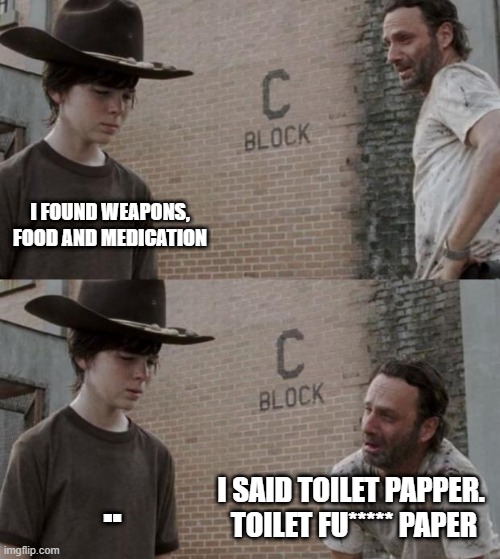 C
BLOCK
I FOUND WEAPONS,
FOOD AND MEDICATION
C
BLOCK
..
I SAID TOILET PAPPER.
TOILET FU***** PAPER
imgflip.com